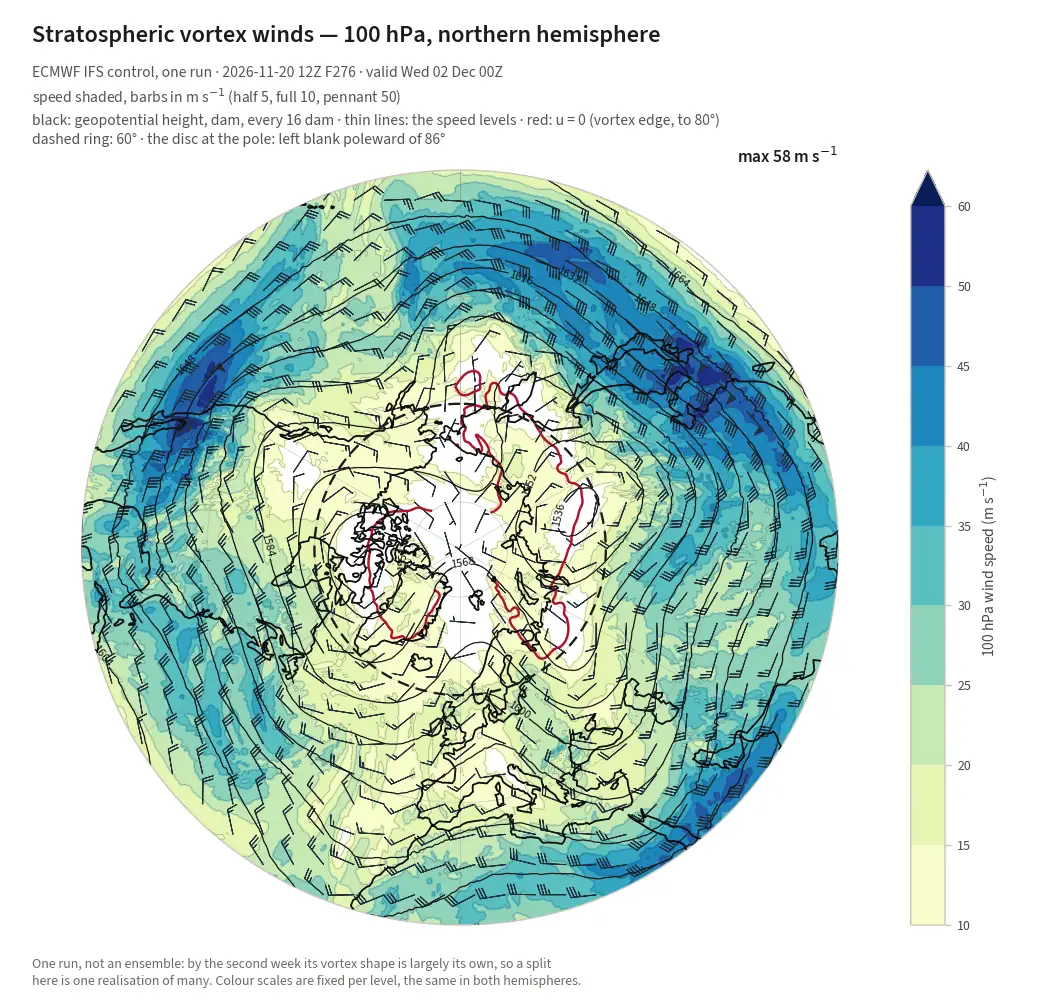 Stratospheric vortex winds — 100 hPa, northern hemisphere
ECMWF IFS control, one run · 2026-11-20 12Z F276 · valid Wed 02 Dec 00Z
speed shaded, barbs in m s⁻¹ (half 5, full 10, pennant 50)
black: geopotential height, dam, every 16 dam · thin lines: the speed levels · red: u = 0 (vortex edge, to 80°)
dashed ring: 60° · the disc at the pole: left blank poleward of 86°
max 58 m s⁻¹
60
50
45
40
35
30
25
20
15
10
100 hPa wind speed (m s⁻¹)
1664
1648
1616
1536
1584
1568
1600
One run, not an ensemble: by the second week its vortex shape is largely its own, so a split
here is one realisation of many. Colour scales are fixed per level, the same in both hemispheres.